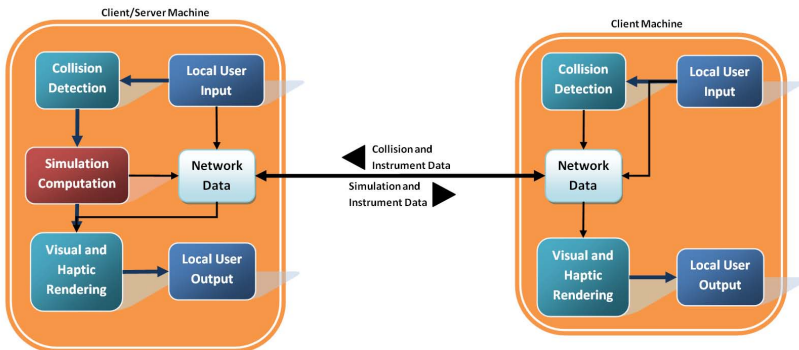 Client/Server Machine
Collision
Detection
Local User
Input
Simulation
Computation
Network
Data
Visual and
Haptic
Rendering
Local User
Output
Collision and
Instrument Data
Simulation and
Instrument Data
Client Machine
Collision
Detection
Local User
Input
Network
Data
Visual and
Haptic
Rendering
Local User
Output